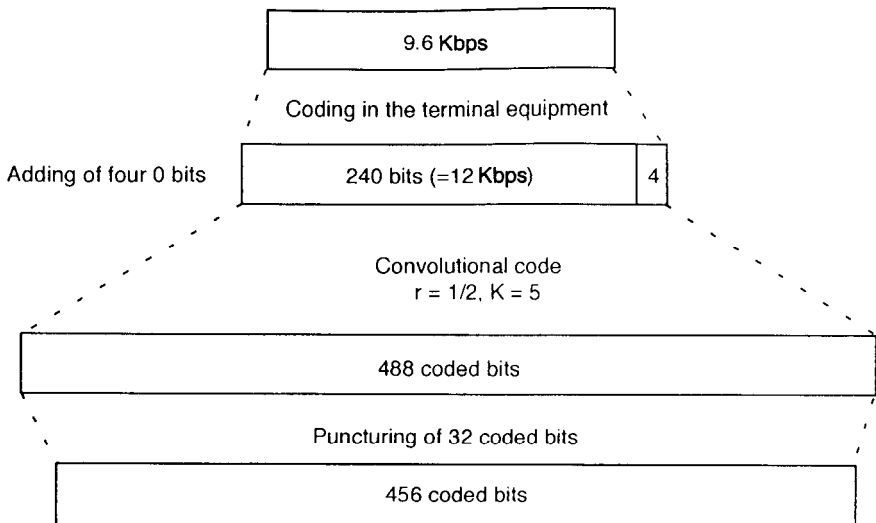 9.6 Kbps
Coding in the terminal equipment
Adding of four 0 bits
240 bits (=12 Kbps)
4
Convolutional code
r = 1/2, K = 5
488 coded bits
Puncturing of 32 coded bits
456 coded bits